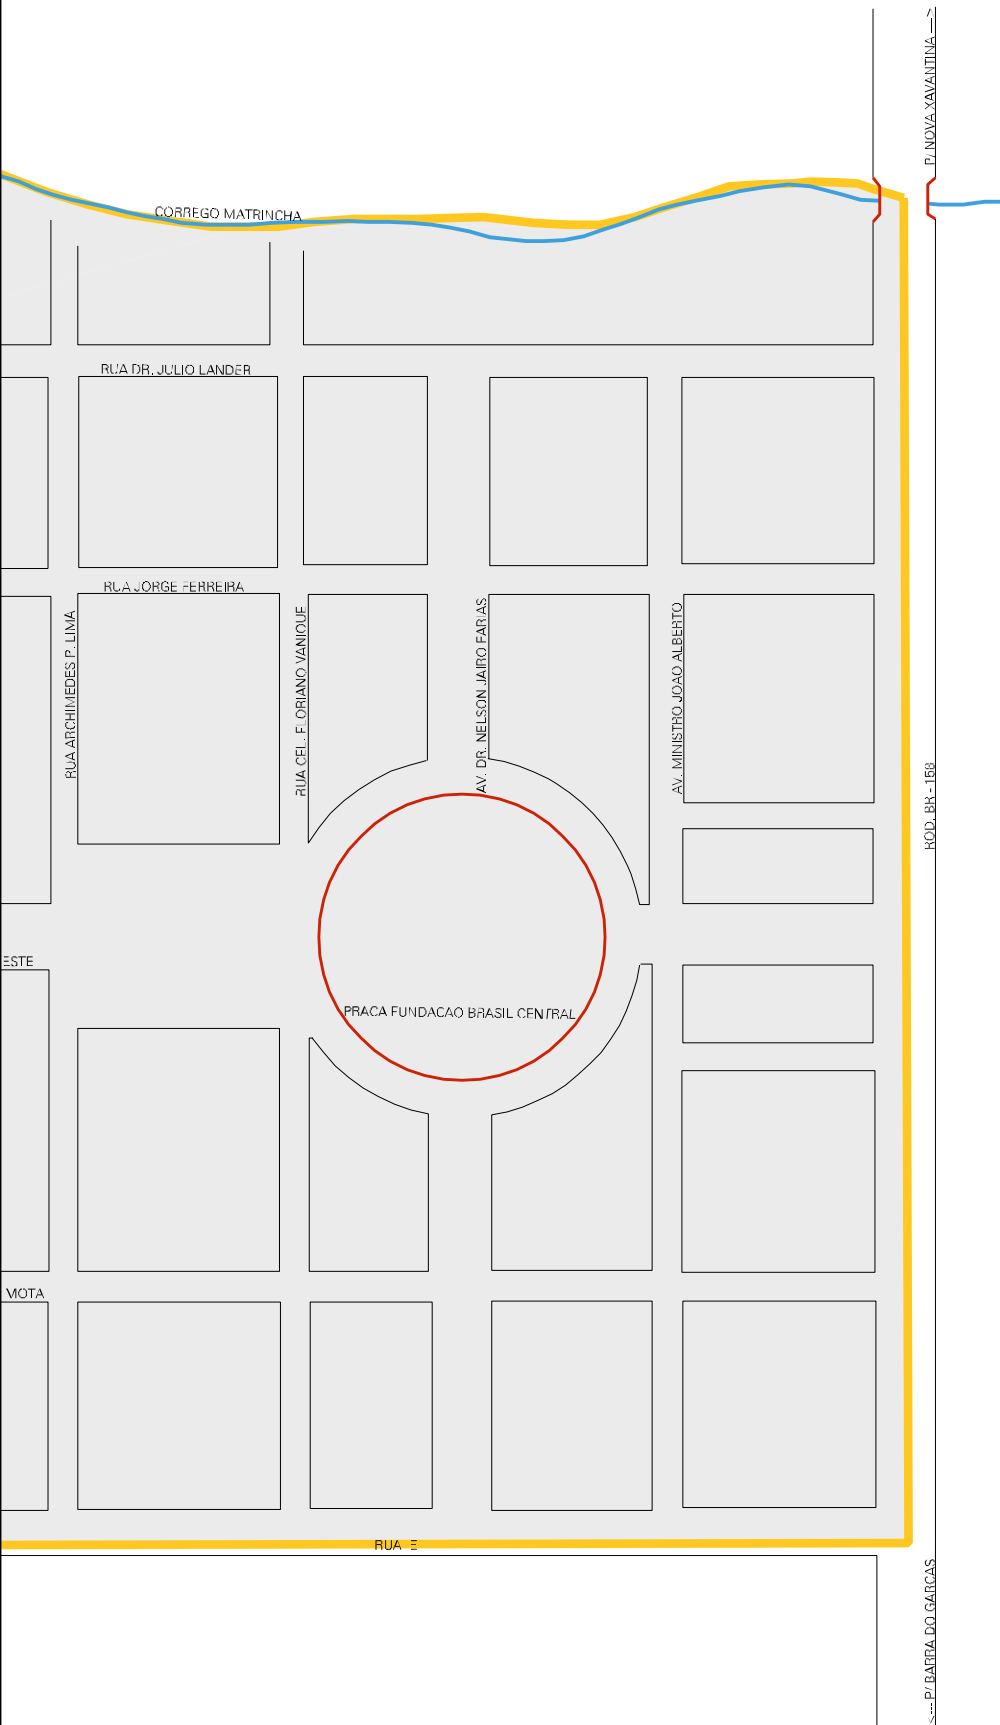 P/ NOVA XAVANTINA --->
CORREGO MATRINCHA
RUA DR. JULIO LANDER
RUA JORGE FERREIRA
RUA ARCHIMEDES P. LIMA
RUA CEL. FLORIANO VANIQUE
AV. DR. NELSON JAIRO FARIAS
AV. MINISTRO JOAO ALBERTO
ROD. BR - 158
ESTE
PRACA FUNDACAO BRASIL CENTRAL
MOTA
RUA E
<--- P/ BARRA DO GARCAS